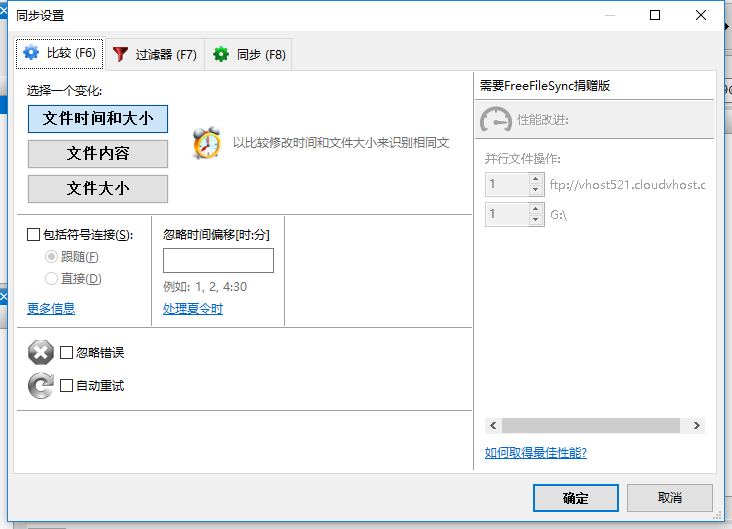 同步设置
比较 (F6)
过滤器 (F7)
同步 (F8)
选择一个变化:
文件时间和大小
文件内容
文件大小
以比较修改时间和文件大小来识别相同文
包括符号连接(S):
跟随(F)
直接(D)
更多信息
忽略时间偏移[时:分]
例如: 1, 2, 4:30
处理夏令时
忽略错误
自动重试
需要FreeFileSync捐赠版
性能改进:
并行文件操作:
1 ftp://vhost521.cloudvhost.c
1 G:\
如何取得最佳性能?
确定
取消